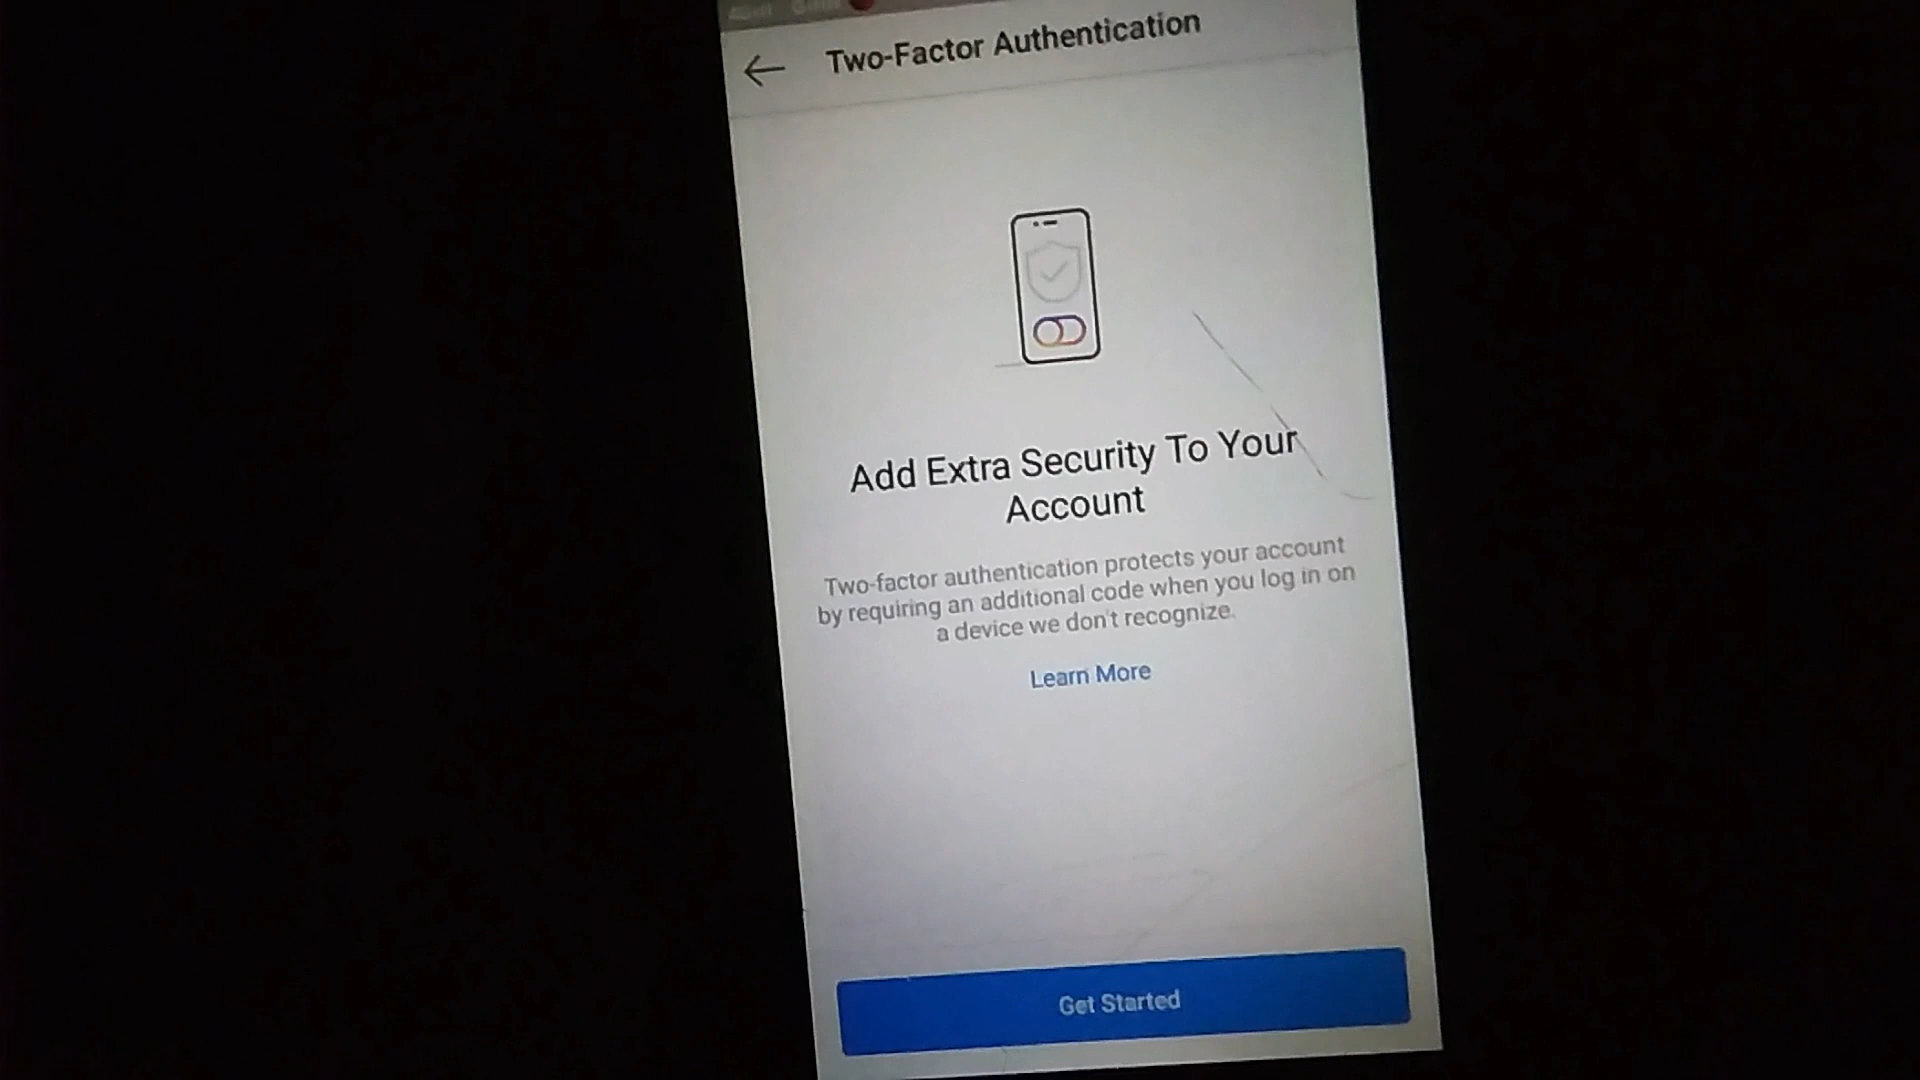 Two-Factor Authentication
Add Extra Security To Your
Account
Two-factor authentication protects your account
by requiring an additional code when you log in on
a device we don't recognize.
Learn More
Get Started